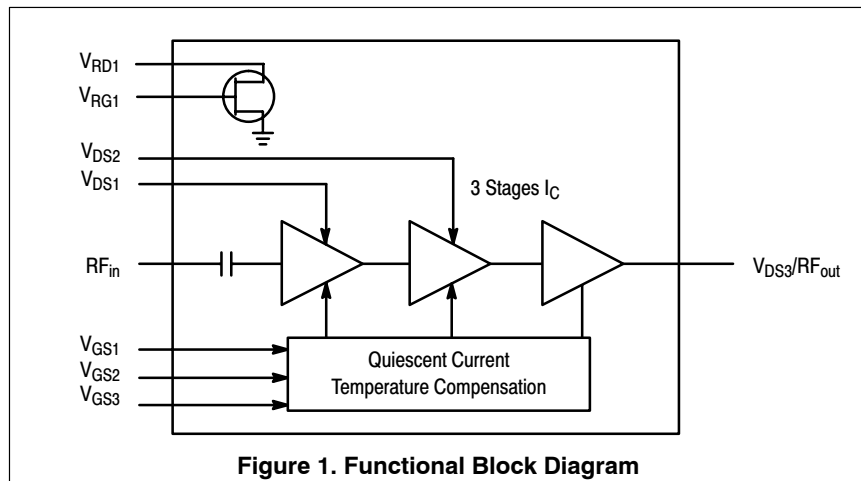 V_RD1
V_RG1
V_DS2
V_DS1
3 Stages I_C
RF_in
V_DS3/RF_out
V_GS1
V_GS2
V_GS3
Quiescent Current
Temperature Compensation
Figure 1. Functional Block Diagram